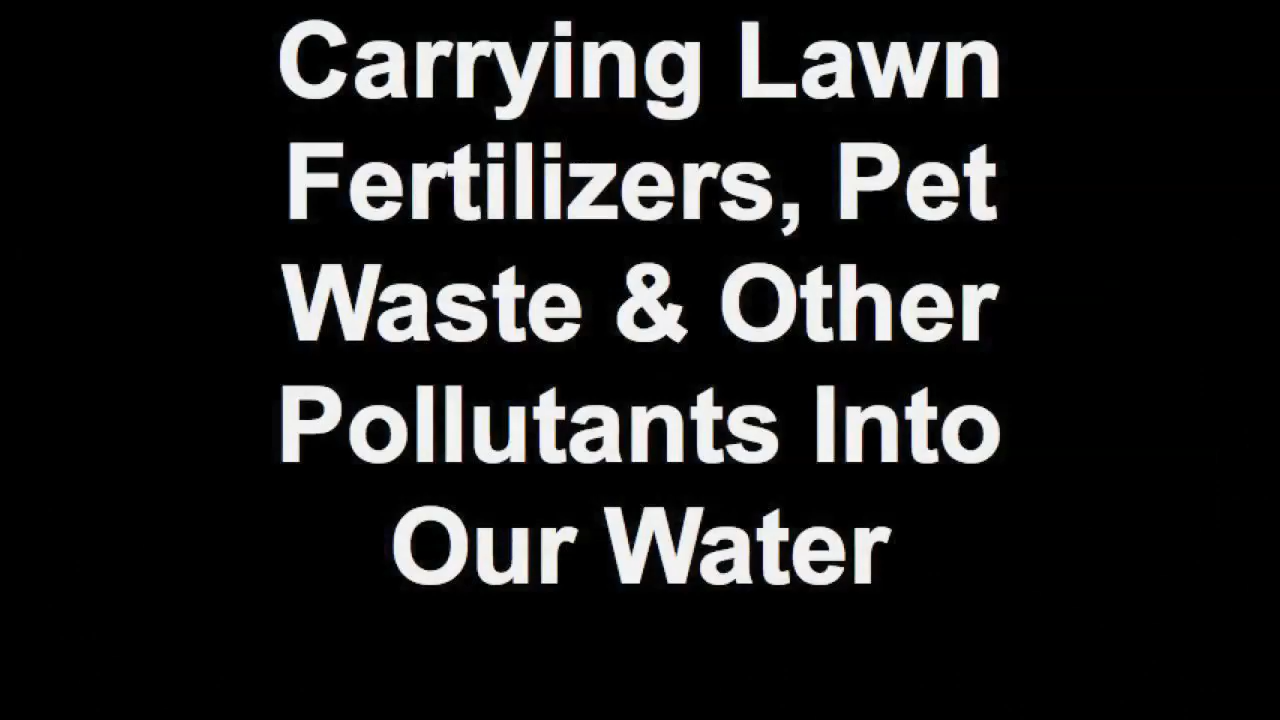 Carrying Lawn
Fertilizers, Pet
Waste & Other
Pollutants Into
Our Water